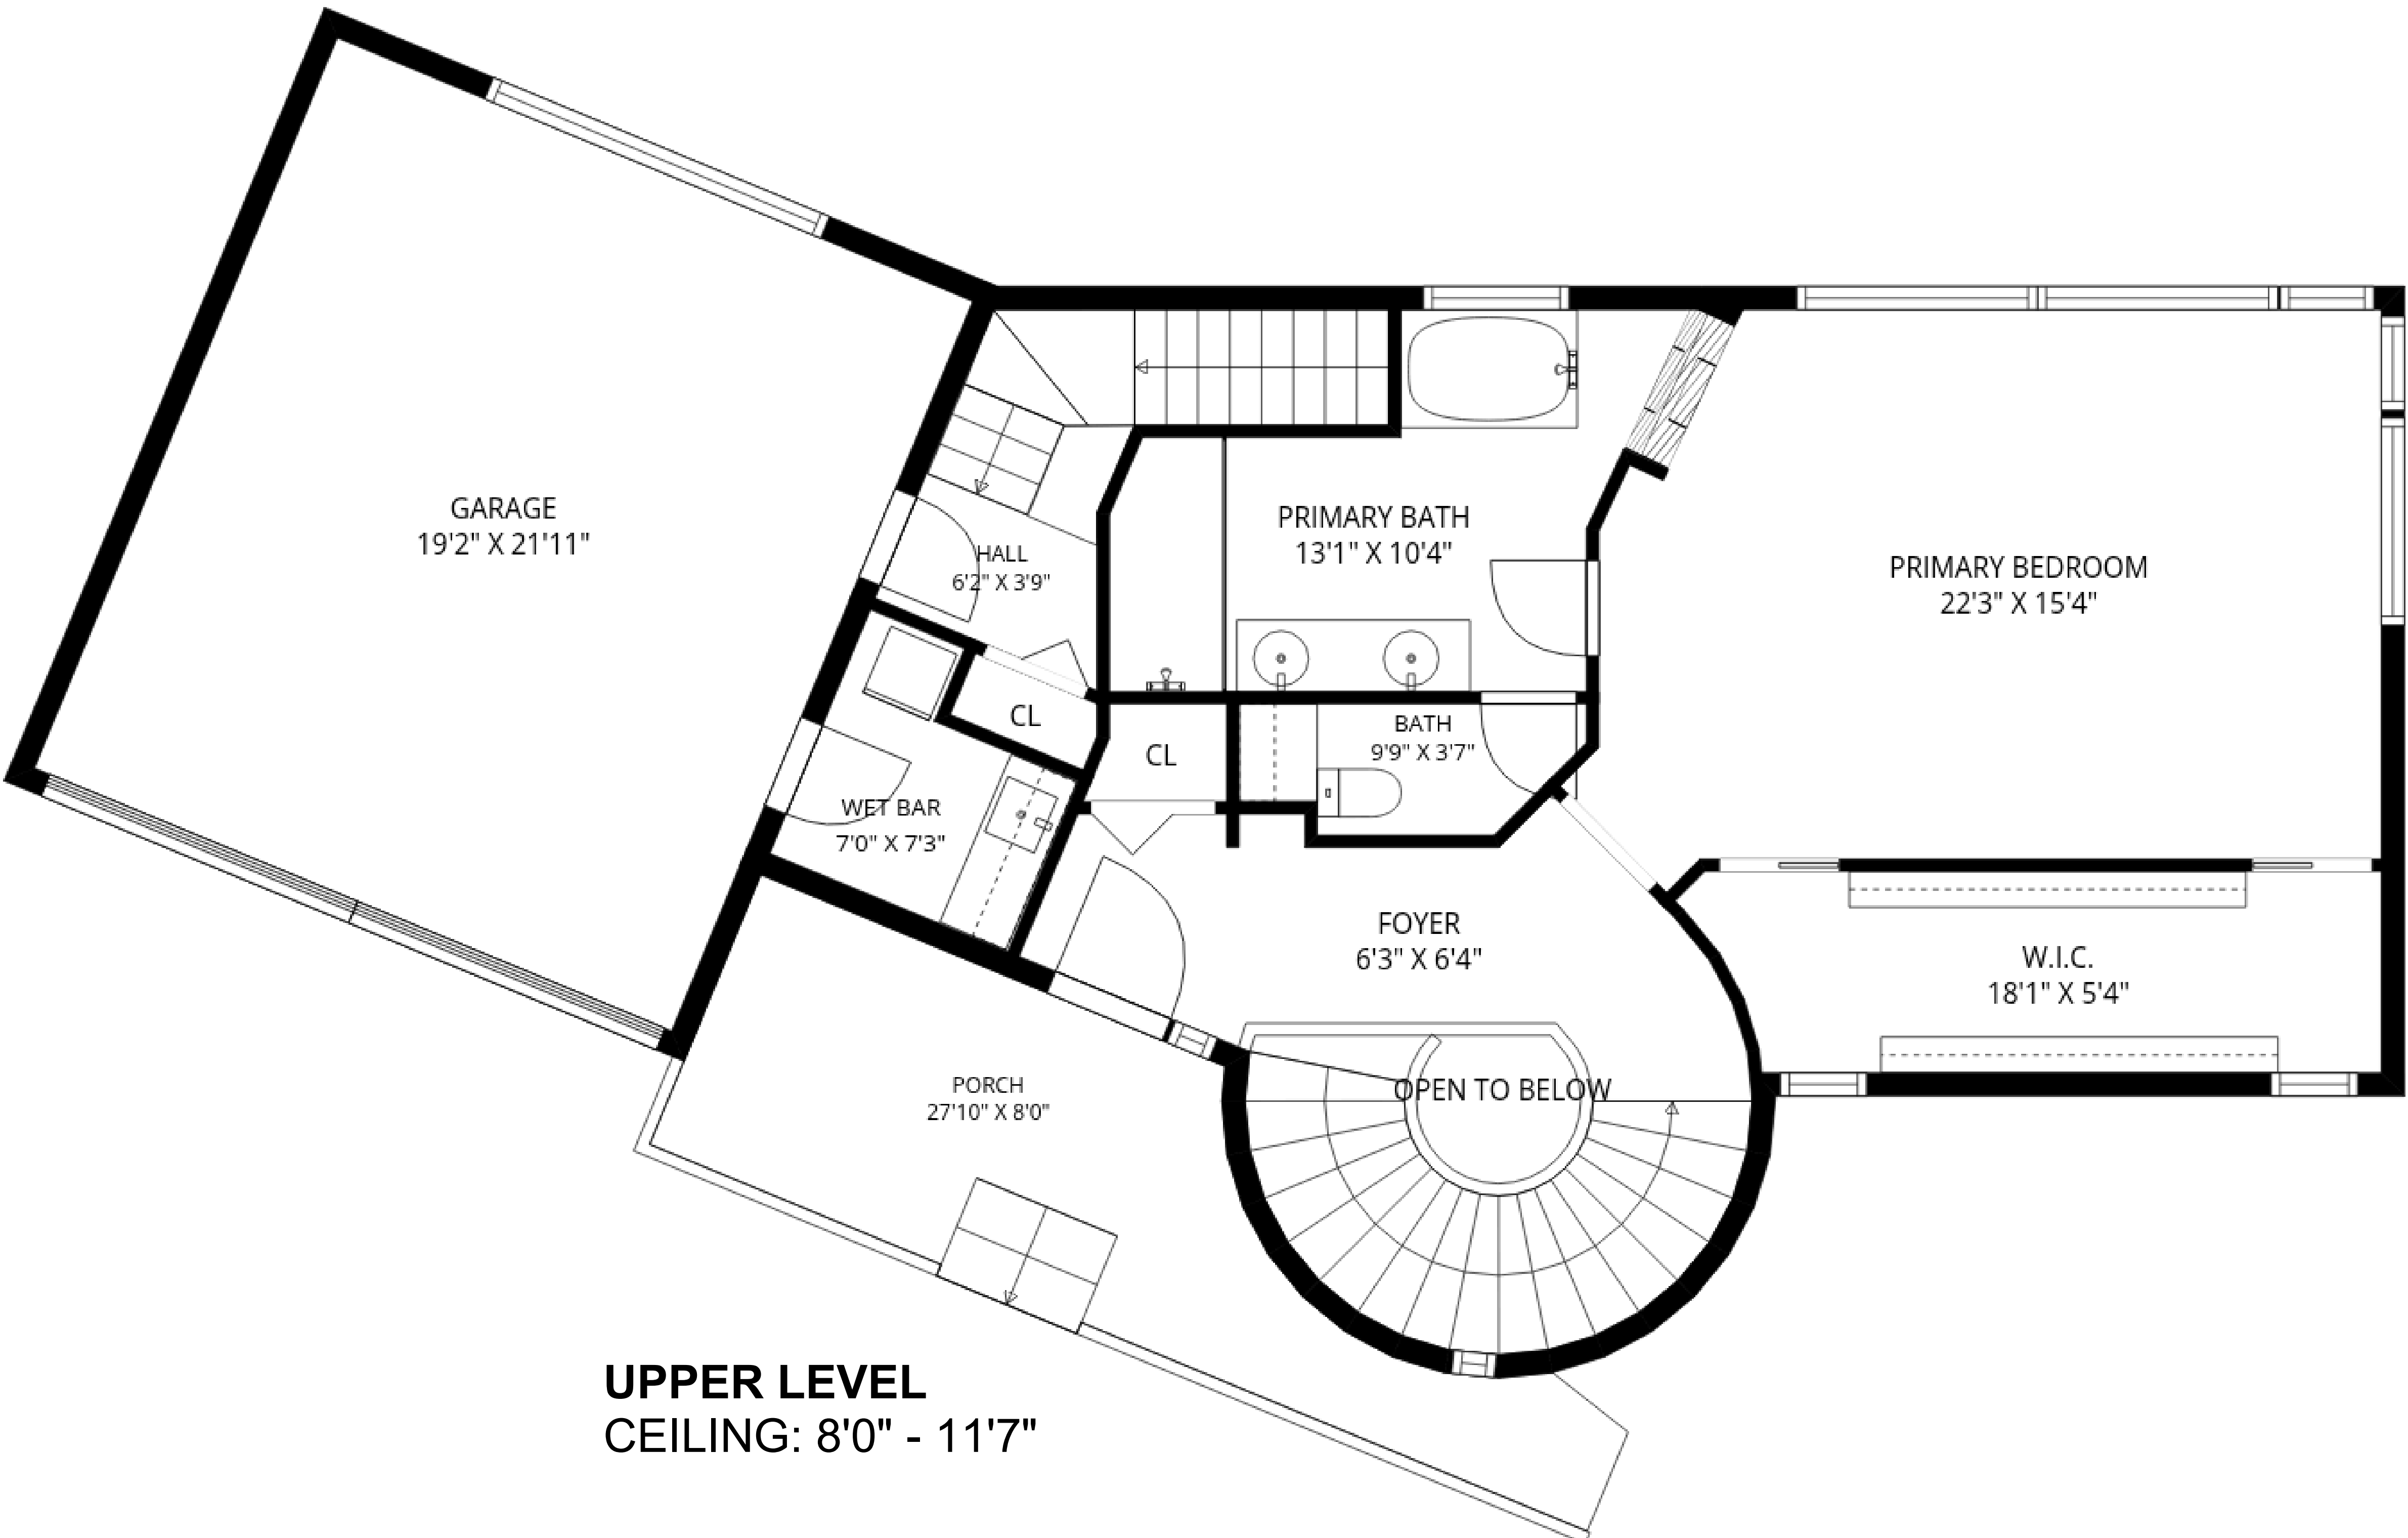 GARAGE
19'2" X 21'11"
HALL
6'2" X 3'9"
PRIMARY BATH
13'1" X 10'4"
PRIMARY BEDROOM
22'3" X 15'4"
CL
CL
BATH
9'9" X 3'7"
WET BAR
7'0" X 7'3"
FOYER
6'3" X 6'4"
W.I.C.
18'1" X 5'4"
PORCH
27'10" X 8'0"
OPEN TO BELOW
UPPER LEVEL
CEILING: 8'0" - 11'7"